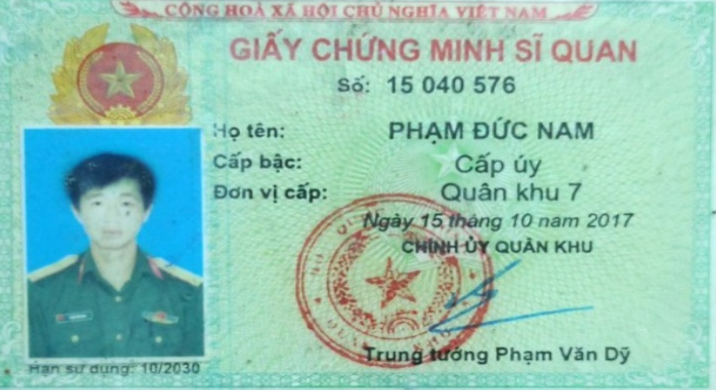 CỘNG HOÀ XÃ HỘI CHỦ NGHĨA VIỆT NAM
GIẤY CHỨNG MINH SĨ QUAN
Số: 15 040 576
Họ tên: PHẠM ĐỨC NAM
Cấp bậc: Cấp úy
Đơn vị cấp: Quân khu 7
Ngày 15 tháng 10 năm 2017
CHÍNH ỦY QUÂN KHU
Trung tướng Phạm Văn Dỹ
Hạn sử dụng: 10/2030